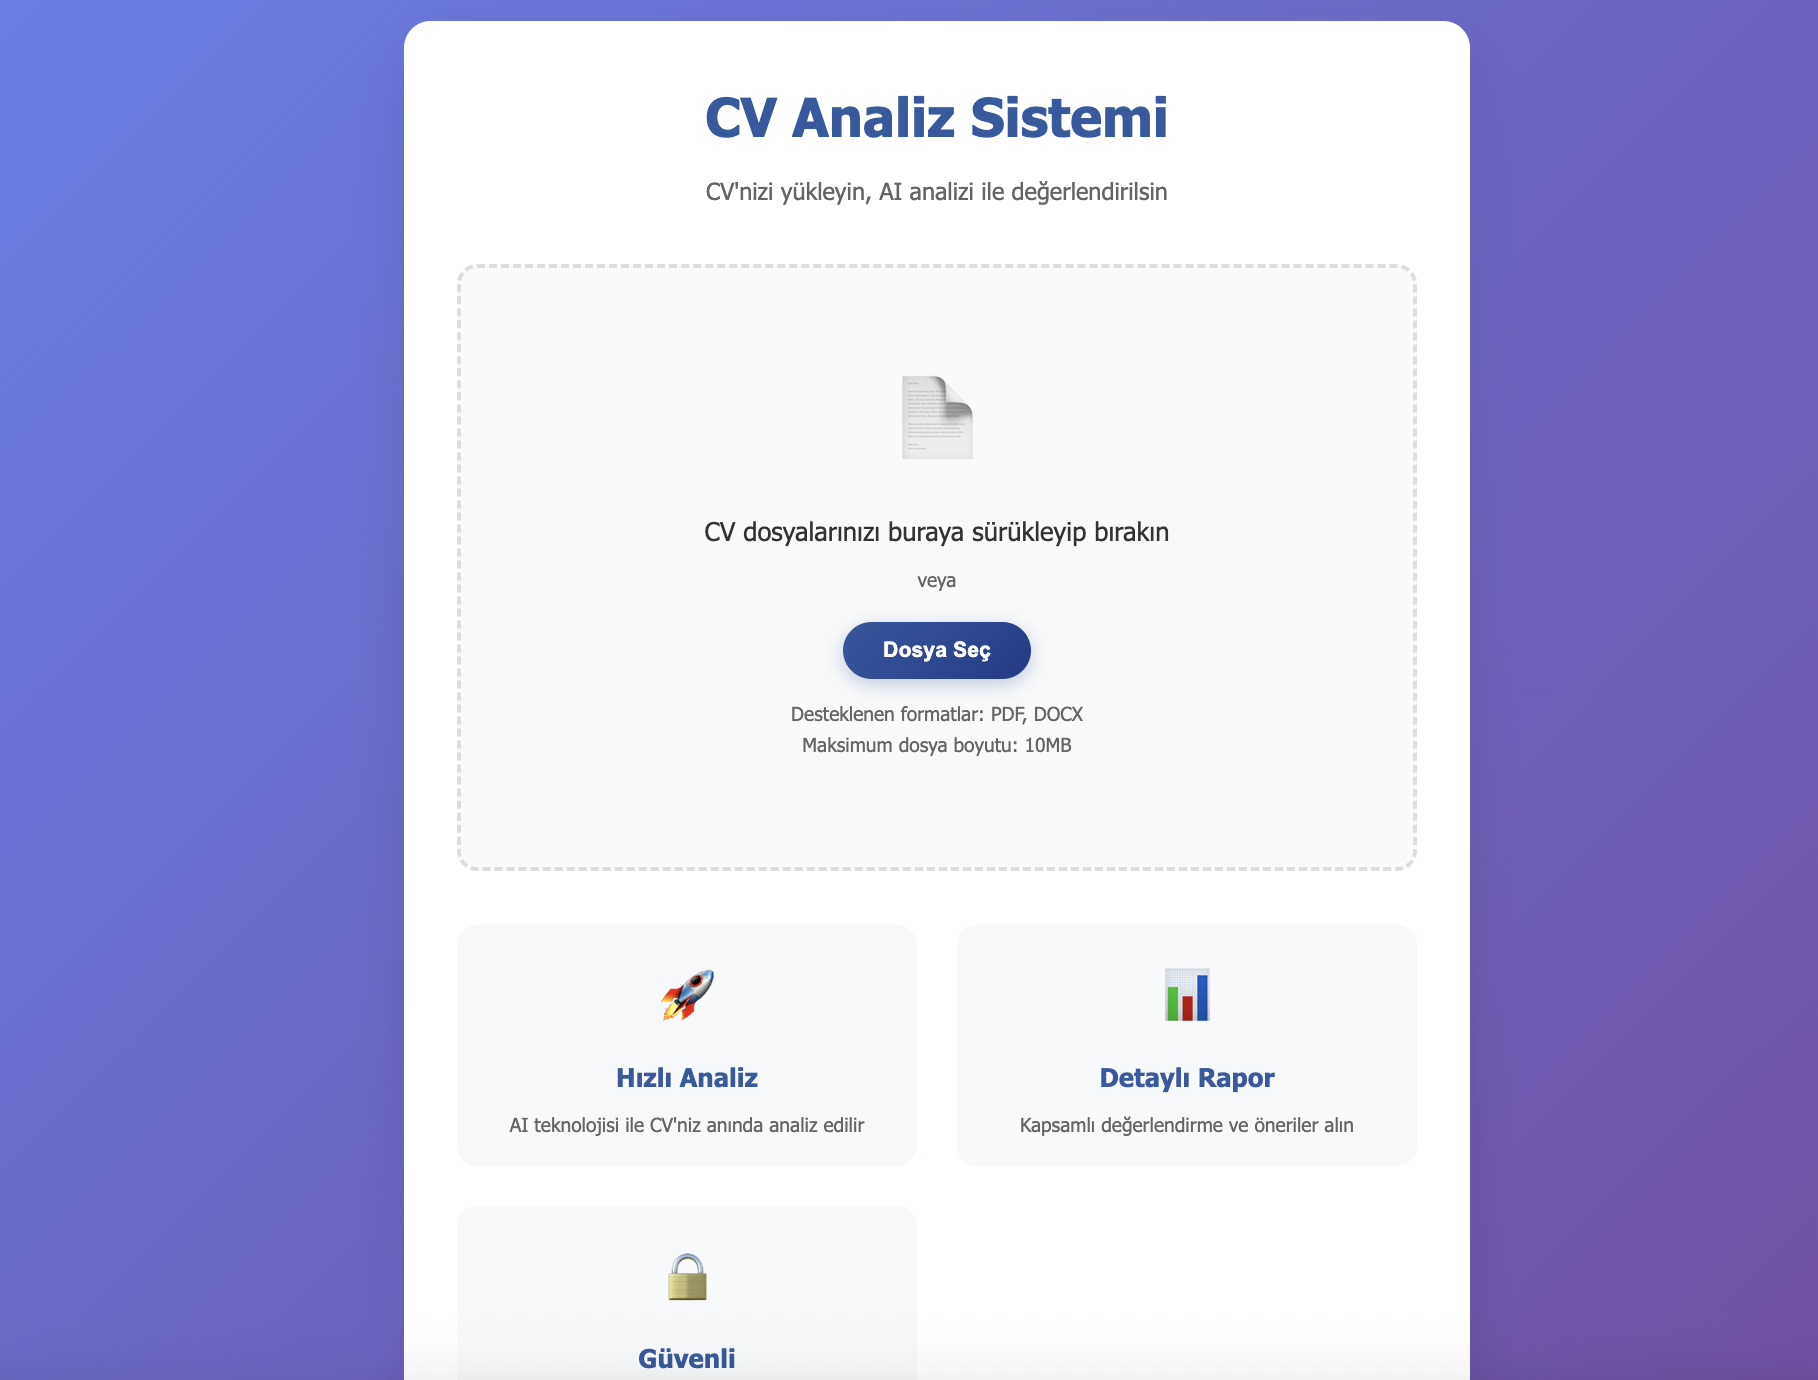 CV Analiz Sistemi
CV'nizi yükleyin, AI analizi ile değerlendirilsin
CV dosyalarınızı buraya sürükleyip bırakın
veya
Dosya Seç
Desteklenen formatlar: PDF, DOCX
Maksimum dosya boyutu: 10MB
Hızlı Analiz
AI teknolojisi ile CV'niz anında analiz edilir
Detaylı Rapor
Kapsamlı değerlendirme ve öneriler alın
Güvenli